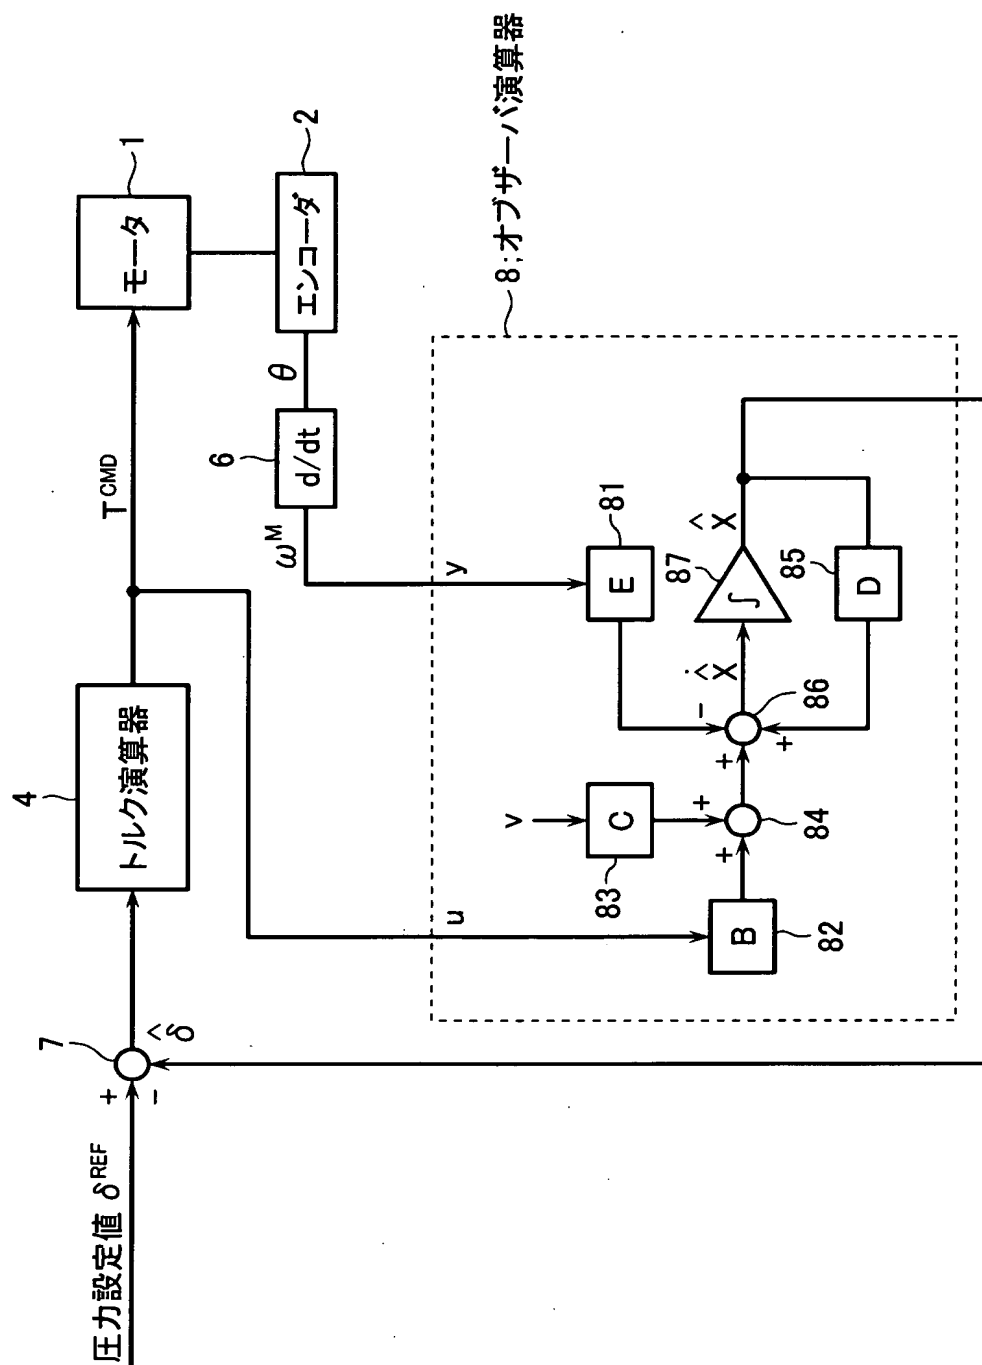 圧力設定値 δREF
+
-
7
δ̂
4
トルク演算器
TCMD
1
モータ
2
エンコーダ
θ
6
d/dt
ωM
8;オブザーバ演算器
u
y
v
81
E
82
B
83
C
84
+
+
85
D
86
+
-
+
X̂̇
87
∫
X̂